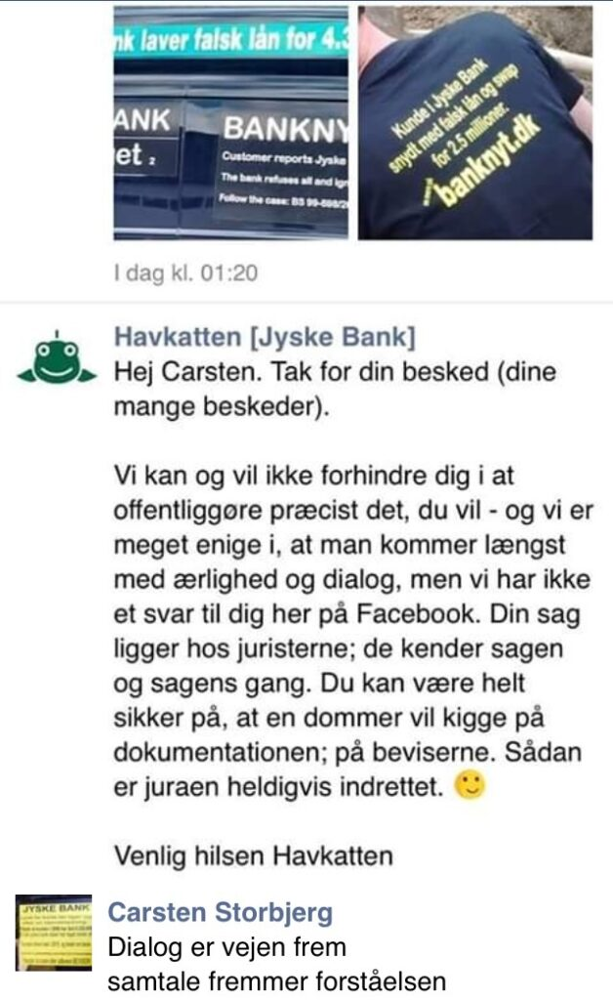 nk laver falsk lån for 4.3
ANK
et. 2
BANKNY
Customer reports Jyske
The bank refuses all and ign
Follow the case: BS 99-698/2
Kunde i Jyske Bank
snydt med falsk lån og swap
for 2.5 millioner.
banknyt.dk
I dag kl. 01:20
Havkatten [Jyske Bank]
Hej Carsten. Tak for din besked (dine
mange beskeder).
Vi kan og vil ikke forhindre dig i at
offentliggøre præcist det, du vil - og vi er
meget enige i, at man kommer længst
med ærlighed og dialog, men vi har ikke
et svar til dig her på Facebook. Din sag
ligger hos juristerne; de kender sagen
og sagens gang. Du kan være helt
sikker på, at en dommer vil kigge på
dokumentationen; på beviserne. Sådan
er juraen heldigvis indrettet. 🙂
Venlig hilsen Havkatten
JYSKE BANK
Carsten Storbjerg
Dialog er vejen frem
samtale fremmer forståelsen